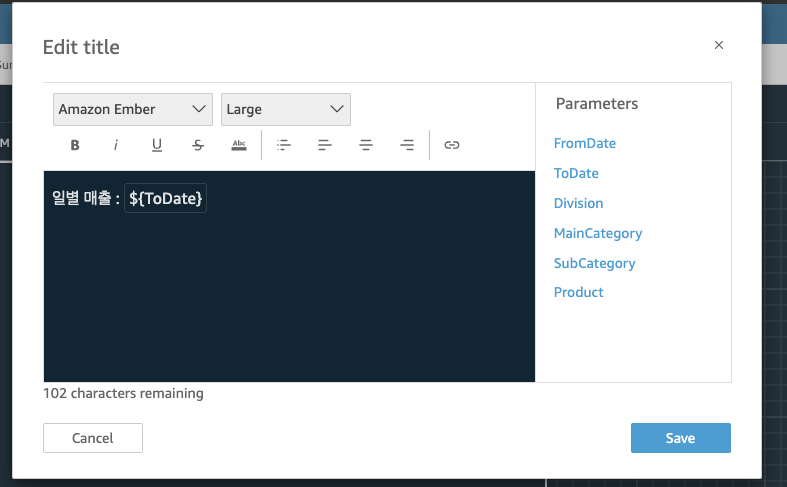 Edit title
×
Amazon Ember
Large
Parameters
B i U S Abc
FromDate
일별 매출 : ${ToDate}
ToDate
Division
MainCategory
SubCategory
Product
102 characters remaining
Cancel
Save